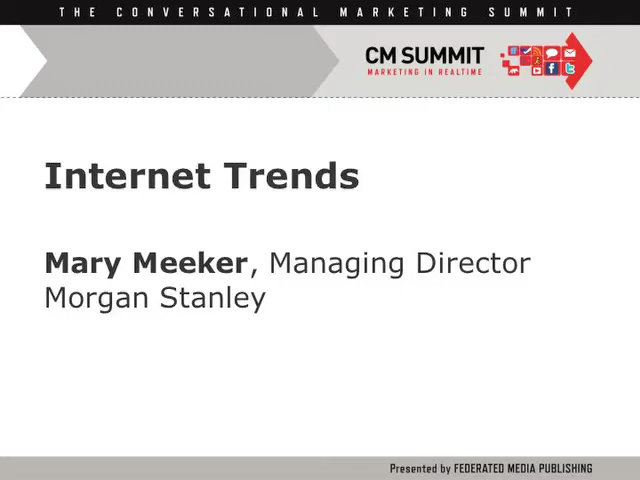 THE CONVERSATIONAL MARKETING SUMMIT
CM SUMMIT
MARKETING IN REALTIME
Internet Trends
Mary Meeker, Managing Director
Morgan Stanley
Presented by FEDERATED MEDIA PUBLISHING